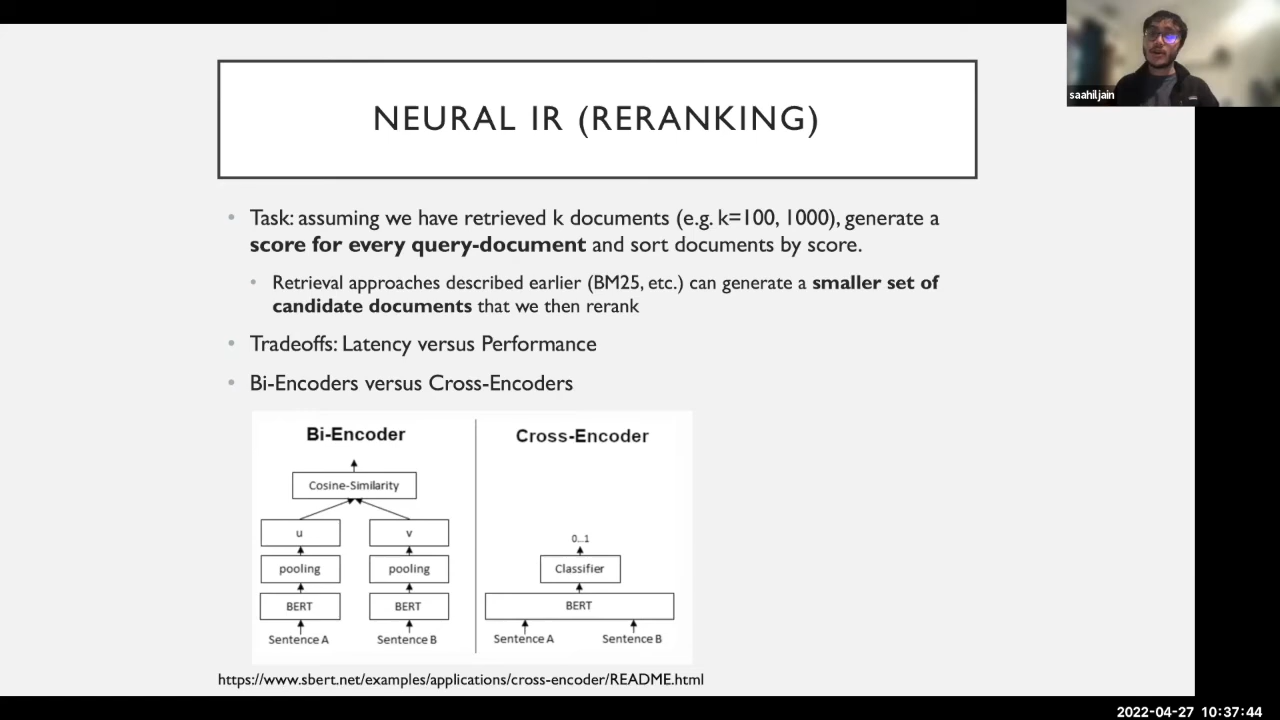 saahil jain
NEURAL IR (RERANKING)
• Task: assuming we have retrieved k documents (e.g. k=100, 1000), generate a
score for every query-document and sort documents by score.
• Retrieval approaches described earlier (BM25, etc.) can generate a smaller set of
candidate documents that we then rerank
• Tradeoffs: Latency versus Performance
• Bi-Encoders versus Cross-Encoders
Bi-Encoder
Cosine-Similarity
u
v
pooling
pooling
BERT
BERT
Sentence A
Sentence B
Cross-Encoder
0...1
Classifier
BERT
Sentence A
Sentence B
https://www.sbert.net/examples/applications/cross-encoder/README.html
2022-04-27 10:37:44